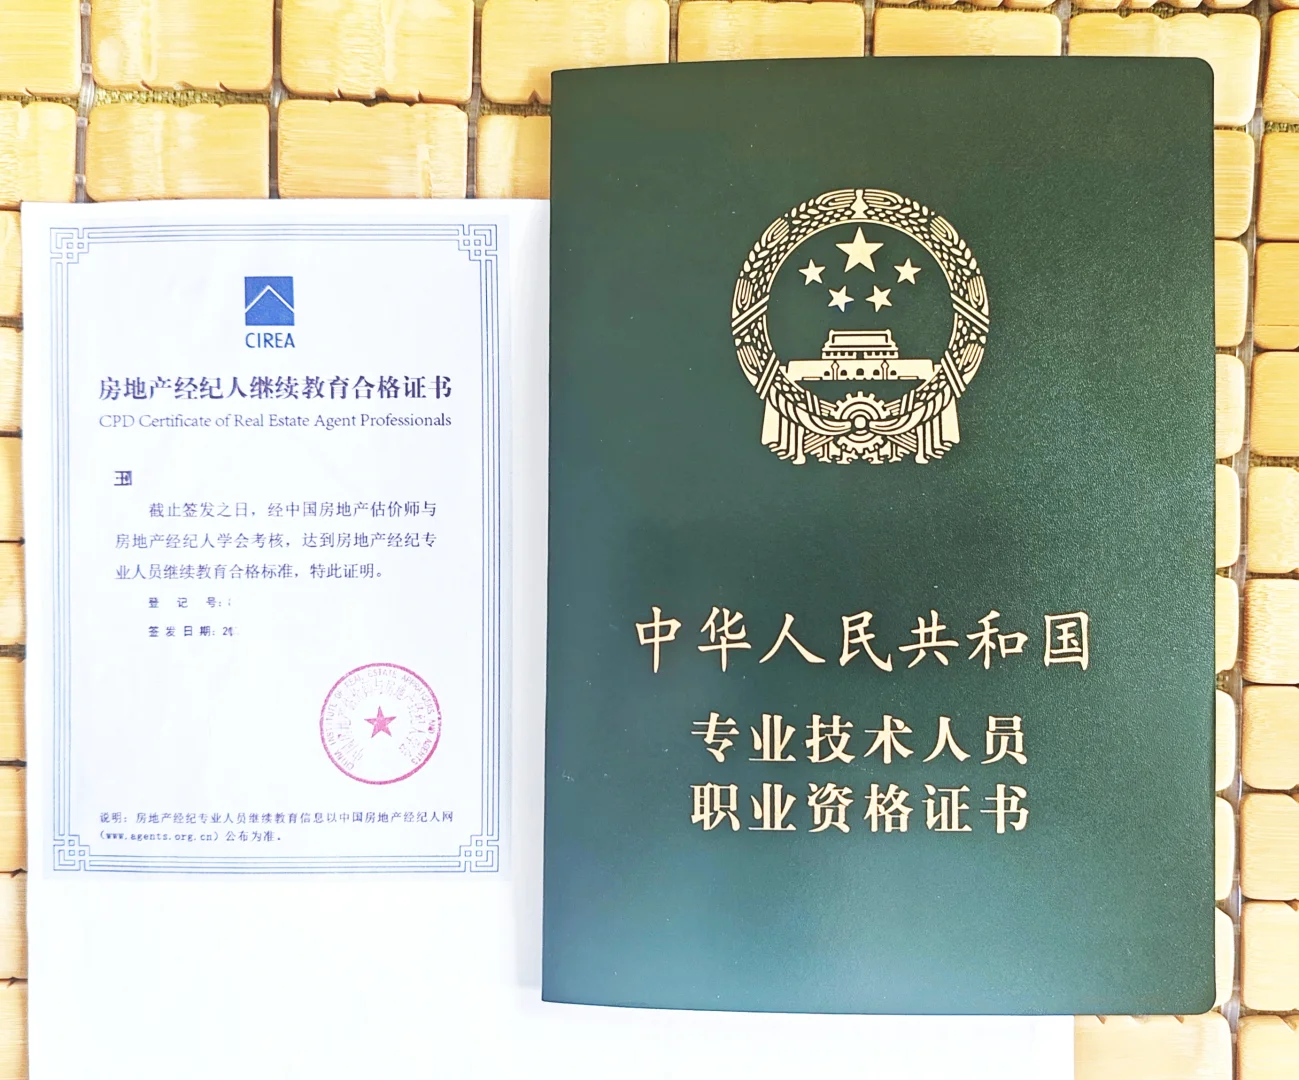 CIREA
房地产经纪人继续教育合格证书
CPD Certificate of Real Estate Agent Professionals
截止签发之日，经中国房地产估价师与
房地产经纪人学会考核，达到房地产经纪专
业人员继续教育合格标准，特此证明。
登 记 号：
签发日期：2
说明：房地产经纪专业人员继续教育信息以中国房地产经纪人网
（www.agents.org.cn）公布为准。
中华人民共和国
专业技术人员
职业资格证书